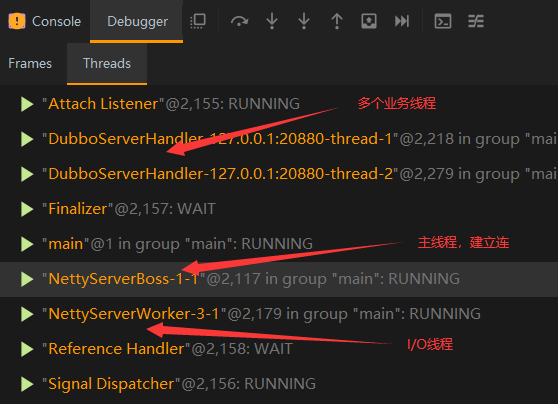 Console Debugger
Frames Threads
"Attach Listener"@2,155: RUNNING
多个业务线程
"DubboServerHandler-127.0.0.1:20880-thread-1"@2,218 in group "main
"DubboServerHandler-127.0.0.1:20880-thread-2"@2,279 in group "main
"Finalizer"@2,157: WAIT
"main"@1 in group "main": RUNNING
主线程，建立连
"NettyServerBoss-1-1"@2,117 in group "main": RUNNING
"NettyServerWorker-3-1"@2,179 in group "main": RUNNING
"Reference Handler"@2,158: WAIT
I/O线程
"Signal Dispatcher"@2,156: RUNNING